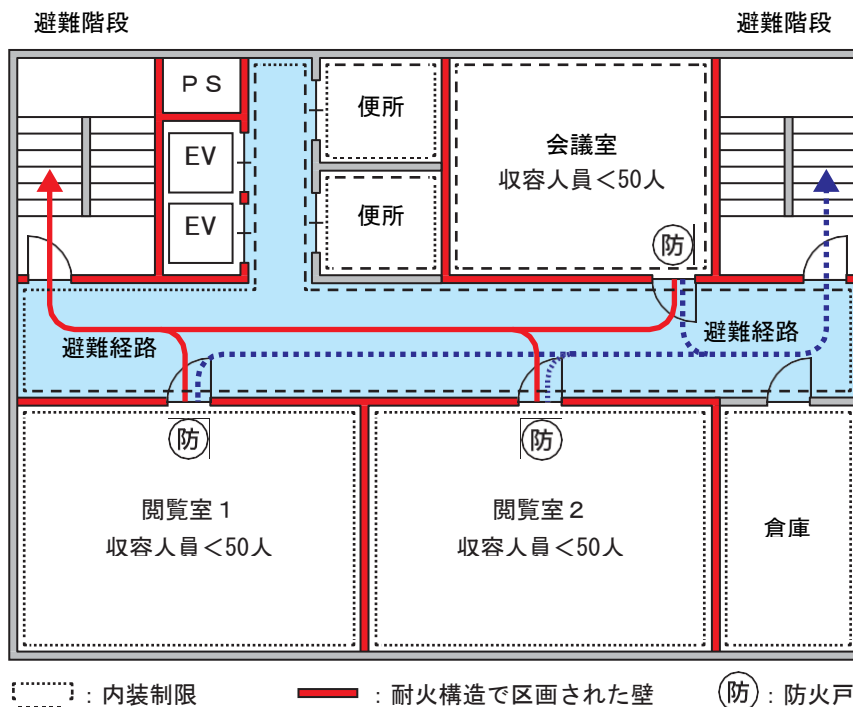 避難階段
避難階段
ＰＳ
便所
会議室
収容人員＜50人
EV
便所
EV
防
避難経路
避難経路
防
防
閲覧室１
収容人員＜50人
閲覧室２
収容人員＜50人
倉庫
：内装制限
：耐火構造で区画された壁
防：防火戸